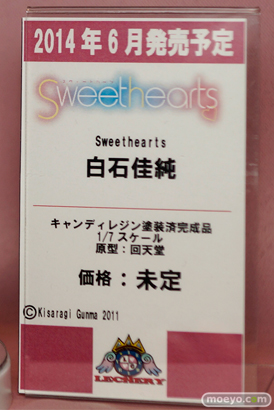 2014年6月発売予定
Sweethearts
Sweethearts
白石佳純
キャンディレジン塗装済完成品
1/7スケール
原型：回天堂
価格：未定
©Kisaragi Gunma 2011
LECHERY
moeyo.com